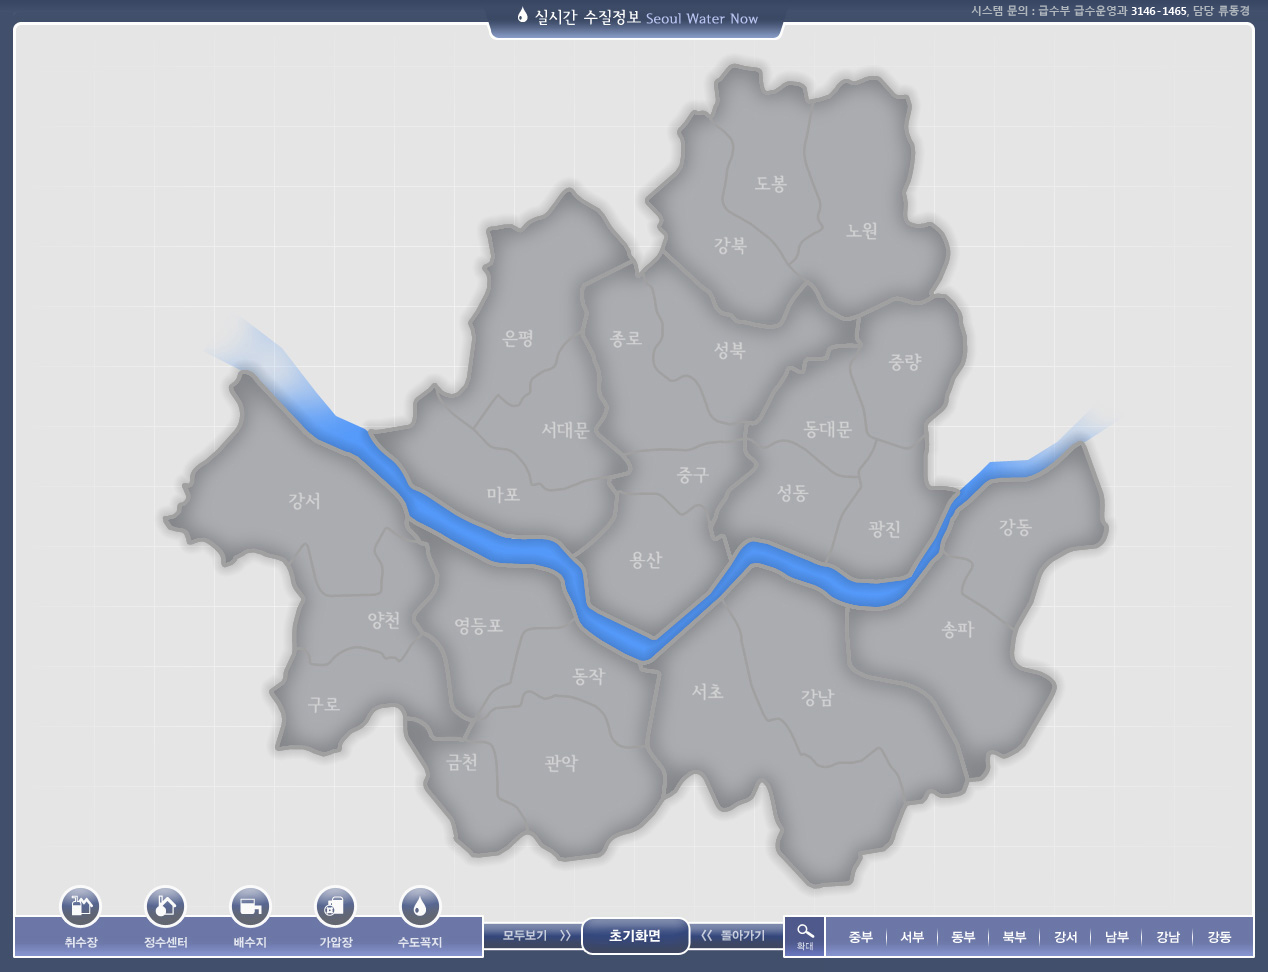 실시간 수질정보 Seoul Water Now
시스템 문의 : 급수부 급수운영과 3146-1465, 담당 류통경
도봉
노원
강북
은평
종로
성북
중랑
서대문
동대문
중구
마포
성동
강서
광진
강동
용산
양천
영등포
송파
동작
서초
강남
구로
금천
관악
취수장
정수센터
배수지
가압장
수도꼭지
모두보기 >>
초기화면
<< 돌아가기
확대
중부 서부 동부 북부 강서 남부 강남 강동